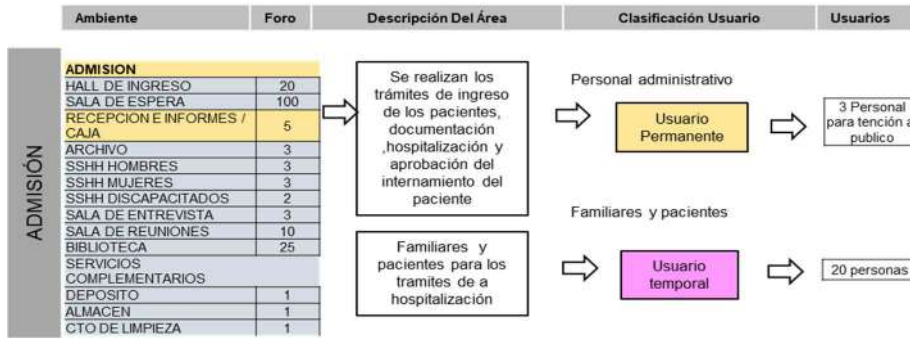 Ambiente Foro Descripción Del Área Clasificación Usuario Usuarios
ADMISIÓN
ADMISION
HALL DE INGRESO 20
SALA DE ESPERA 100
RECEPCION E INFORMES /
CAJA 5
ARCHIVO 3
SSHH HOMBRES 3
SSHH MUJERES 3
SSHH DISCAPACITADOS 2
SALA DE ENTREVISTA 3
SALA DE REUNIONES 10
BIBLIOTECA 25
SERVICIOS
COMPLEMENTARIOS
DEPOSITO 1
ALMACEN 1
CTO DE LIMPIEZA 1
Se realizan los
trámites de ingreso
de los pacientes,
documentación
,hospitalización y
aprobación del
internamiento del
paciente
Personal administrativo
Usuario
Permanente
3 Personal
para tención a
publico
Familiares y
pacientes para los
tramites de a
hospitalización
Familiares y pacientes
Usuario
temporal
20 personas